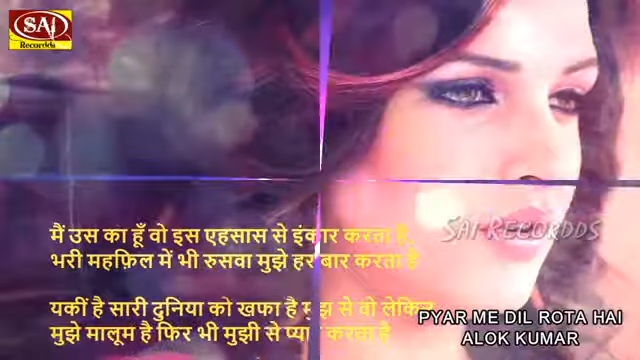 SAI
Recordds
मैं उस का हूँ वो इस एहसास से इंकार करता है,
भरी महफ़िल में भी रुसवा मुझे हर बार करता है
Sai Recordds
यकीं है सारी दुनिया को खफा है मुझ से वो लेकिन
मुझे मालूम है फिर भी मुझी से प्यार करता है
PYAR ME DIL ROTA HAI
ALOK KUMAR